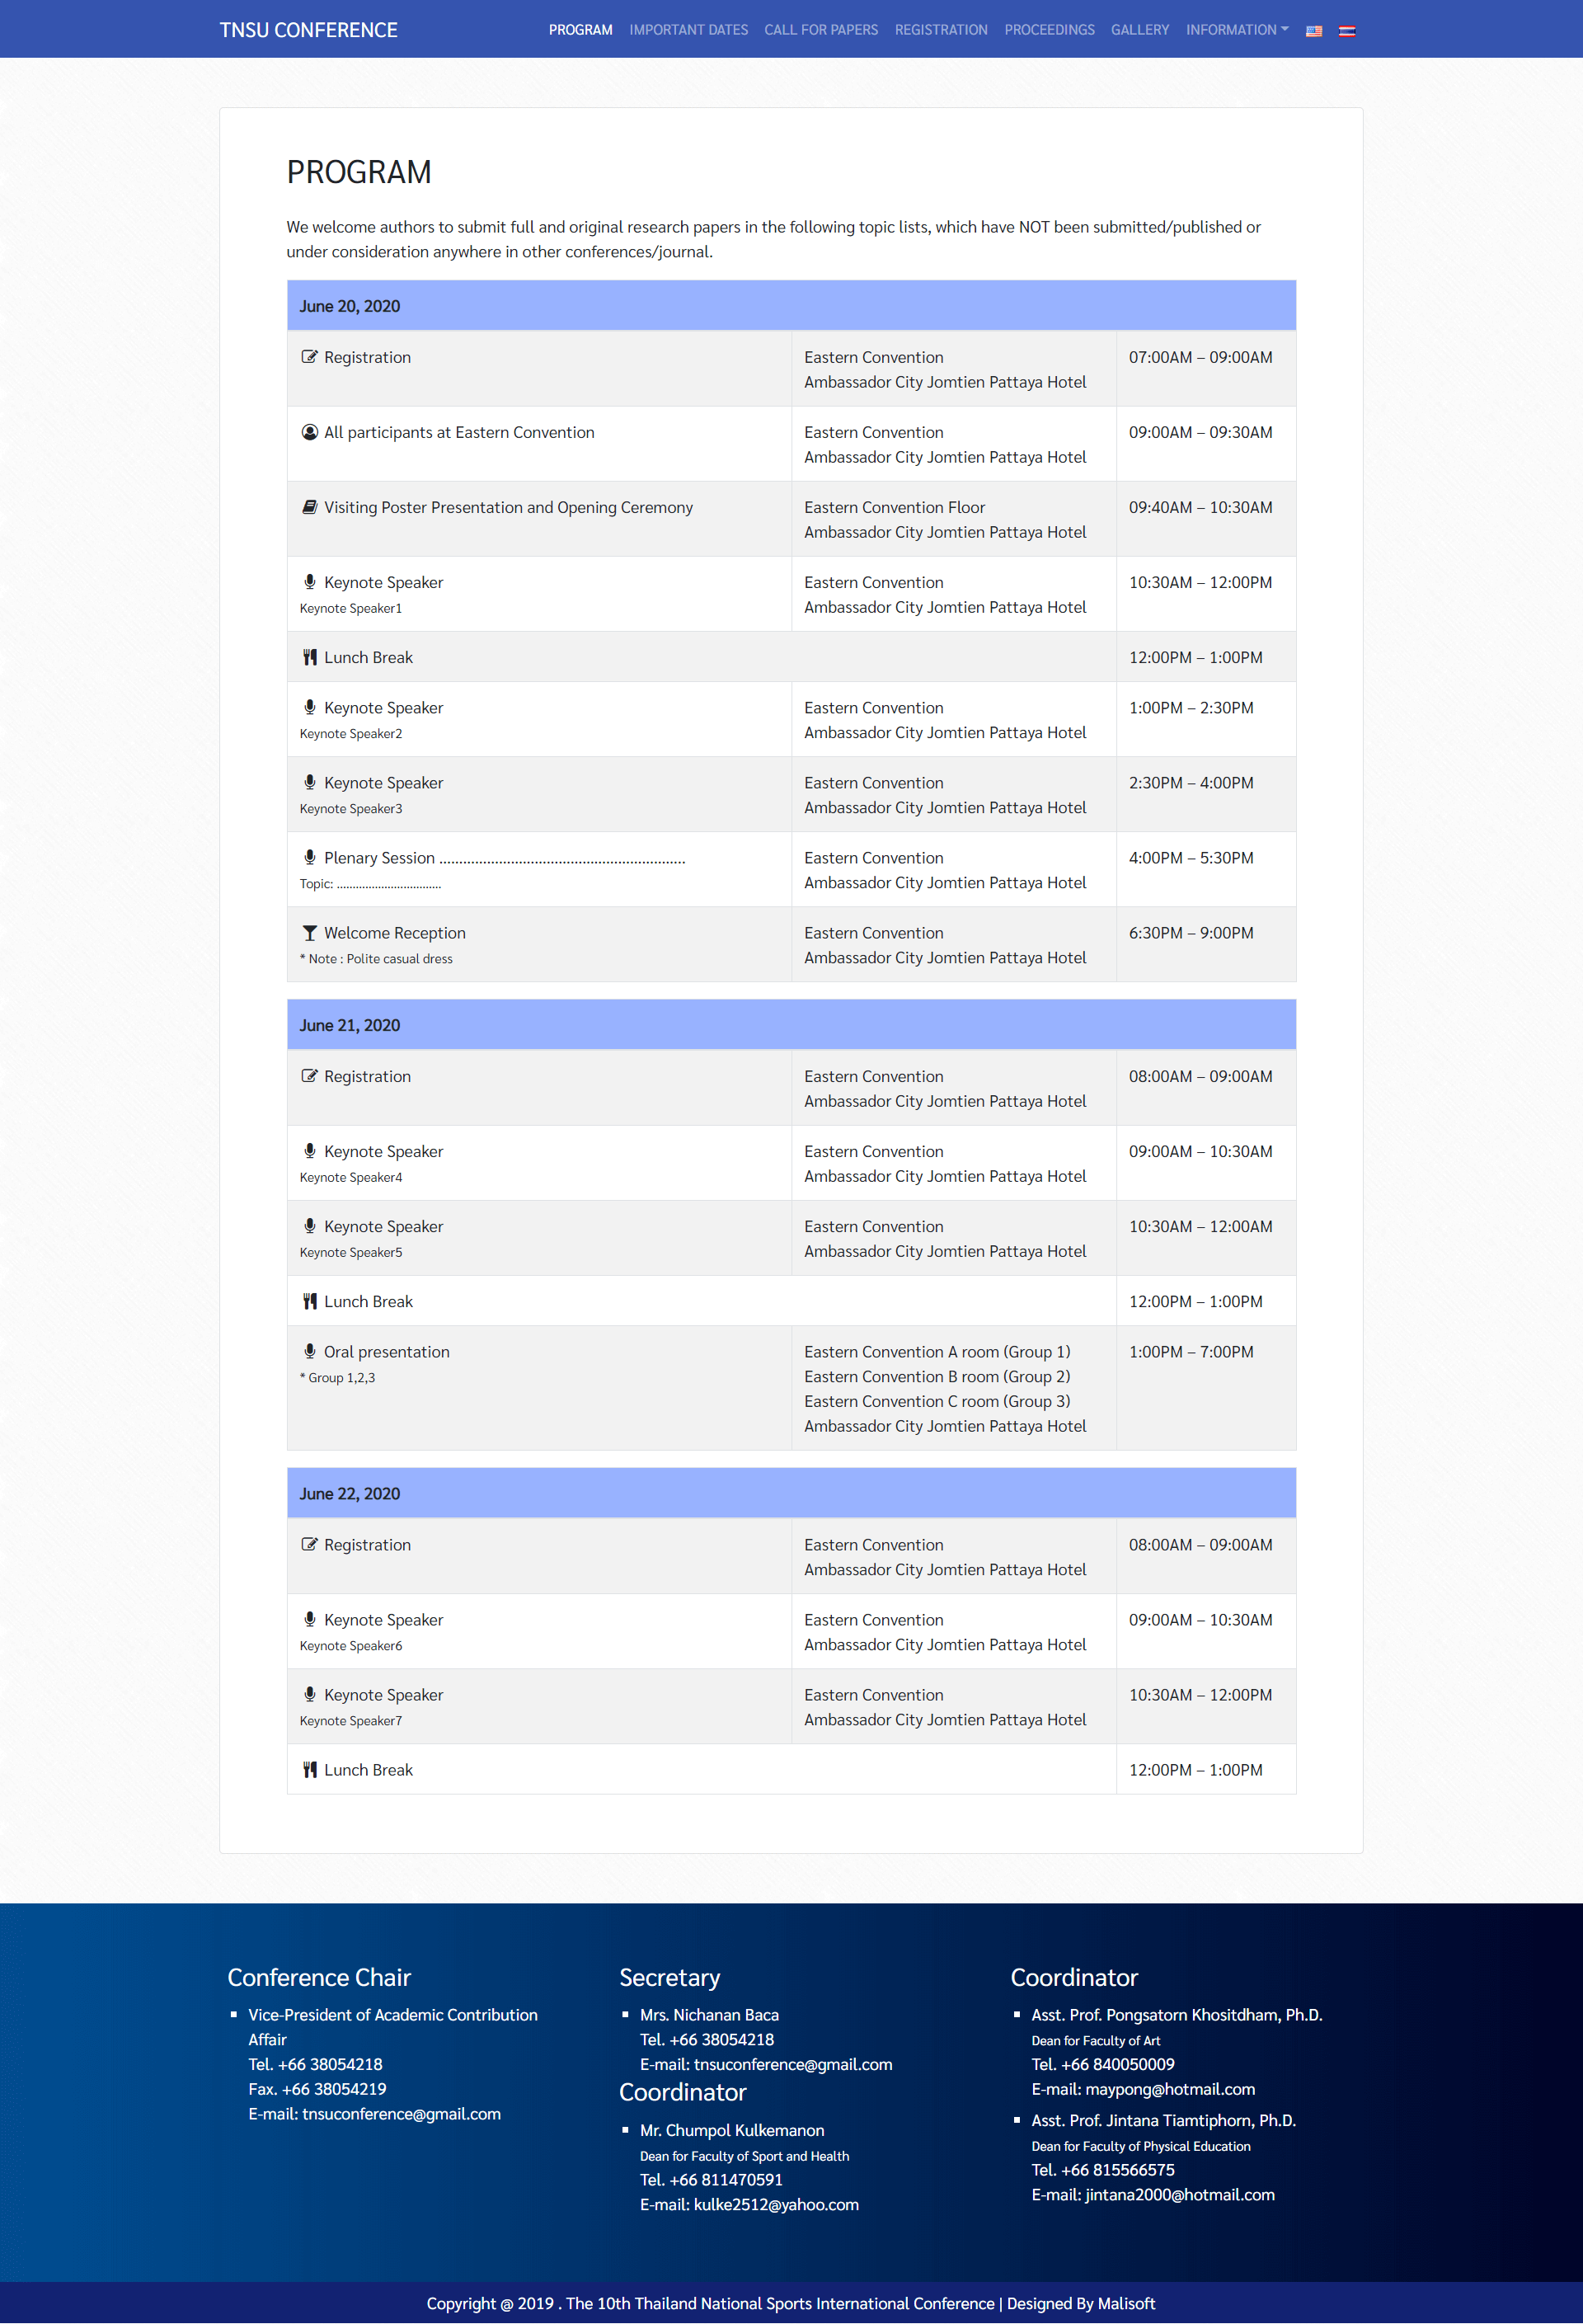 TNSU CONFERENCE
PROGRAM
IMPORTANT DATES
CALL FOR PAPERS
REGISTRATION
PROCEEDINGS
GALLERY
INFORMATION
PROGRAM
We welcome authors to submit full and original research papers in the following topic lists, which have NOT been submitted/published or
under consideration anywhere in other conferences/journal.
June 20, 2020
Registration
Eastern Convention
Ambassador City Jomtien Pattaya Hotel
07:00AM – 09:00AM
All participants at Eastern Convention
Eastern Convention
Ambassador City Jomtien Pattaya Hotel
09:00AM – 09:30AM
Visiting Poster Presentation and Opening Ceremony
Eastern Convention Floor
Ambassador City Jomtien Pattaya Hotel
09:40AM – 10:30AM
Keynote Speaker
Keynote Speaker1
Eastern Convention
Ambassador City Jomtien Pattaya Hotel
10:30AM – 12:00PM
Lunch Break
12:00PM – 1:00PM
Keynote Speaker
Keynote Speaker2
Eastern Convention
Ambassador City Jomtien Pattaya Hotel
1:00PM – 2:30PM
Keynote Speaker
Keynote Speaker3
Eastern Convention
Ambassador City Jomtien Pattaya Hotel
2:30PM – 4:00PM
Plenary Session ..............................................................
Topic: .................................
Eastern Convention
Ambassador City Jomtien Pattaya Hotel
4:00PM – 5:30PM
Welcome Reception
* Note : Polite casual dress
Eastern Convention
Ambassador City Jomtien Pattaya Hotel
6:30PM – 9:00PM
June 21, 2020
Registration
Eastern Convention
Ambassador City Jomtien Pattaya Hotel
08:00AM – 09:00AM
Keynote Speaker
Keynote Speaker4
Eastern Convention
Ambassador City Jomtien Pattaya Hotel
09:00AM – 10:30AM
Keynote Speaker
Keynote Speaker5
Eastern Convention
Ambassador City Jomtien Pattaya Hotel
10:30AM – 12:00AM
Lunch Break
12:00PM – 1:00PM
Oral presentation
* Group 1,2,3
Eastern Convention A room (Group 1)
Eastern Convention B room (Group 2)
Eastern Convention C room (Group 3)
Ambassador City Jomtien Pattaya Hotel
1:00PM – 7:00PM
June 22, 2020
Registration
Eastern Convention
Ambassador City Jomtien Pattaya Hotel
08:00AM – 09:00AM
Keynote Speaker
Keynote Speaker6
Eastern Convention
Ambassador City Jomtien Pattaya Hotel
09:00AM – 10:30AM
Keynote Speaker
Keynote Speaker7
Eastern Convention
Ambassador City Jomtien Pattaya Hotel
10:30AM – 12:00PM
Lunch Break
12:00PM – 1:00PM
Conference Chair
Vice-President of Academic Contribution
Affair
Tel. +66 38054218
Fax. +66 38054219
E-mail: tnsuconference@gmail.com
Secretary
Mrs. Nichanan Baca
Tel. +66 38054218
E-mail: tnsuconference@gmail.com
Coordinator
Mr. Chumpol Kulkemanon
Dean for Faculty of Sport and Health
Tel. +66 811470591
E-mail: kulke2512@yahoo.com
Coordinator
Asst. Prof. Pongsatorn Khositdham, Ph.D.
Dean for Faculty of Art
Tel. +66 840050009
E-mail: maypong@hotmail.com
Asst. Prof. Jintana Tiamtiphorn, Ph.D.
Dean for Faculty of Physical Education
Tel. +66 815566575
E-mail: jintana2000@hotmail.com
Copyright @ 2019 . The 10th Thailand National Sports International Conference | Designed By Malisoft